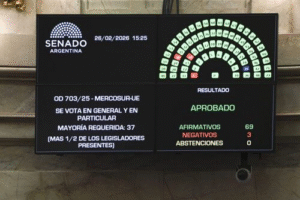 SENADO
ARGENTINA
26/02/2026 15:25
OD 703/25 - MERCOSUR-UE
SE VOTA EN GENERAL Y EN
PARTICULAR
MAYORÍA REQUERIDA: 37
(MAS 1/2 DE LOS LEGISLADORES
PRESENTES)
RESULTADO
APROBADO
AFIRMATIVOS 69
NEGATIVOS 3
ABSTENCIONES 0